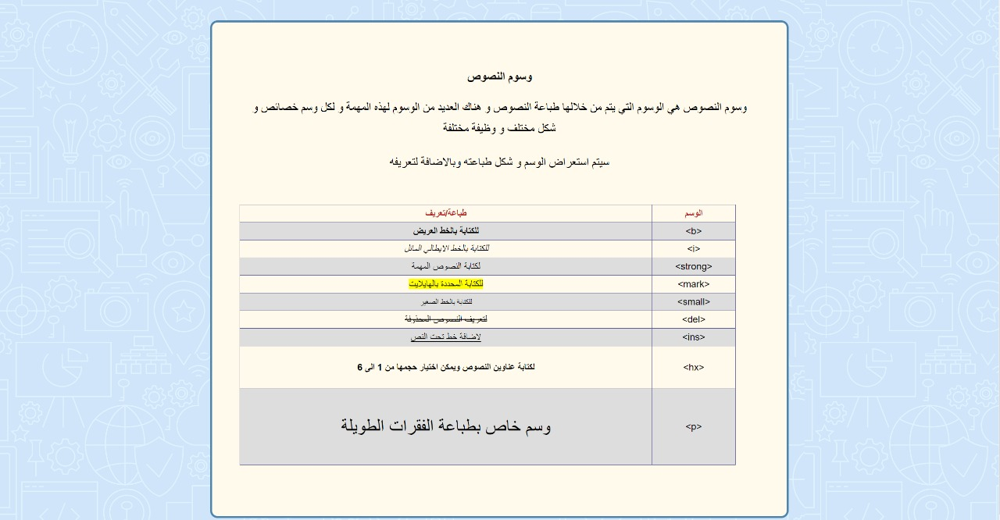 وسوم النصوص
وسوم النصوص هي الوسوم التي يتم من خلالها طباعة النصوص و هناك العديد من الوسوم لهذه المهمة و لكل وسم خصائص و
شكل مختلف و وظيفة مختلفة
سيتم استعراض الوسم و شكل طباعته وبالاضافة لتعريفه
الوسم طباعة/تعريف
<b> للكتابة بالخط العريض
<i> للكتابة بالخط الايطالي المائل
<strong> لكتابة النصوص المهمة
<mark> للكتابة المحددة بالهايلايت
<small> للكتابة بالخط الصغير
<del> لتعريف النصوص المحذوفة
<ins> لاضافة خط تحت النص
<hx> لكتابة عناوين النصوص ويمكن اختيار حجمها من 1 الى 6
<p> وسم خاص بطباعة الفقرات الطويلة